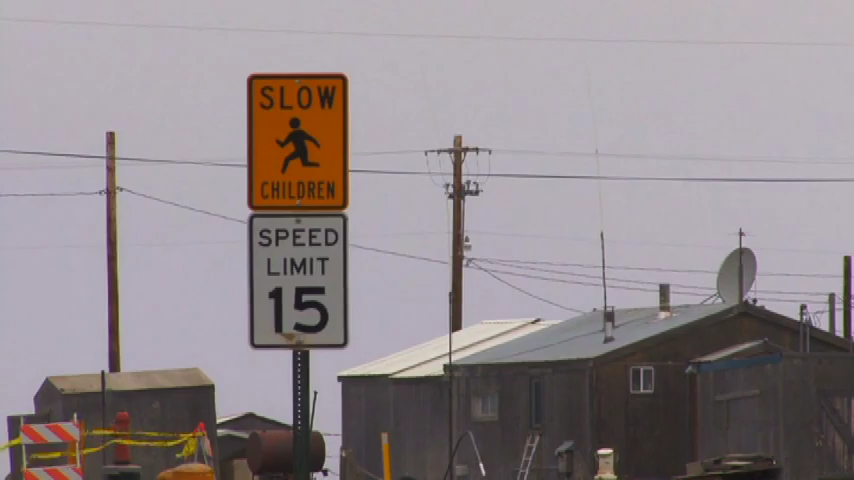 SLOW
CHILDREN
SPEED
LIMIT
15